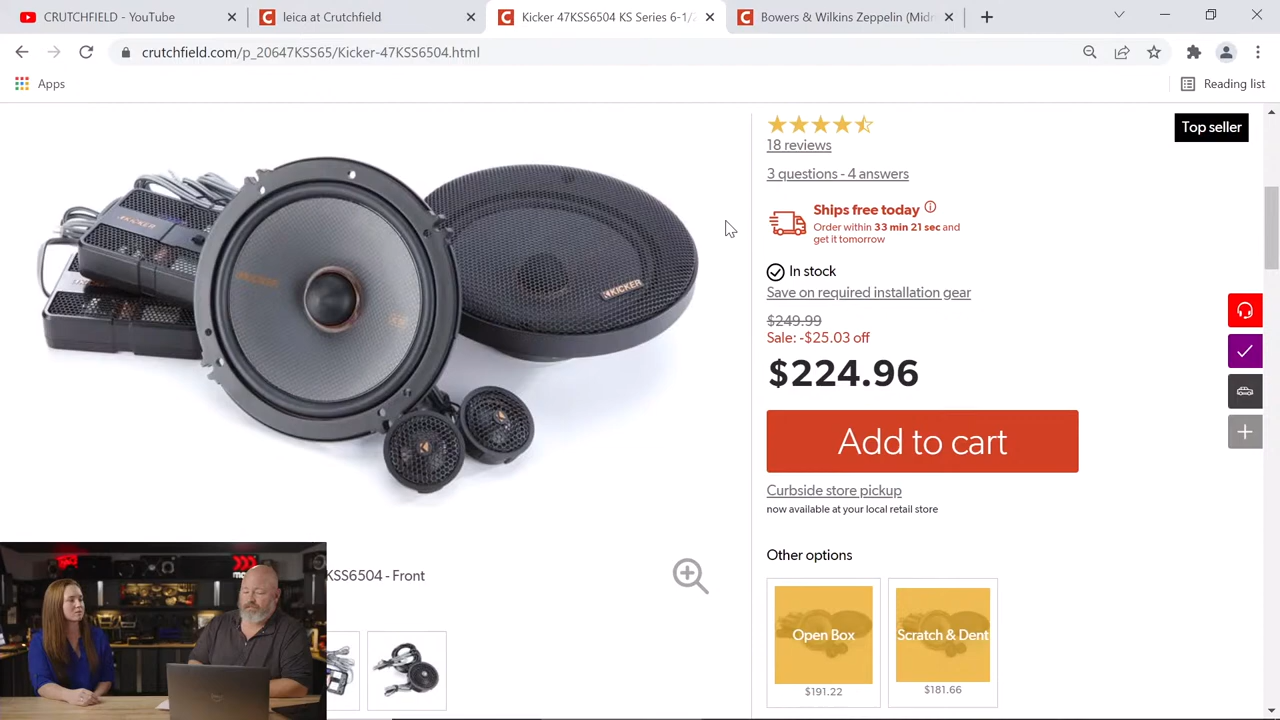 CRUTCHFIELD - YouTube
leica at Crutchfield
Kicker 47KSS6504 KS Series 6-1/
Bowers & Wilkins Zeppelin (Mid
crutchfield.com/p_20647KSS65/Kicker-47KSS6504.html
Apps
Reading list
Top seller
18 reviews
3 questions - 4 answers
Ships free today
Order within 33 min 21 sec and
get it tomorrow
In stock
Save on required installation gear
$249.99
Sale: -$25.03 off
$224.96
Add to cart
Curbside store pickup
now available at your local retail store
Other options
Open Box
Scratch & Dent
$191.22
$181.66
KICKER
KICKER
KSS6504 - Front